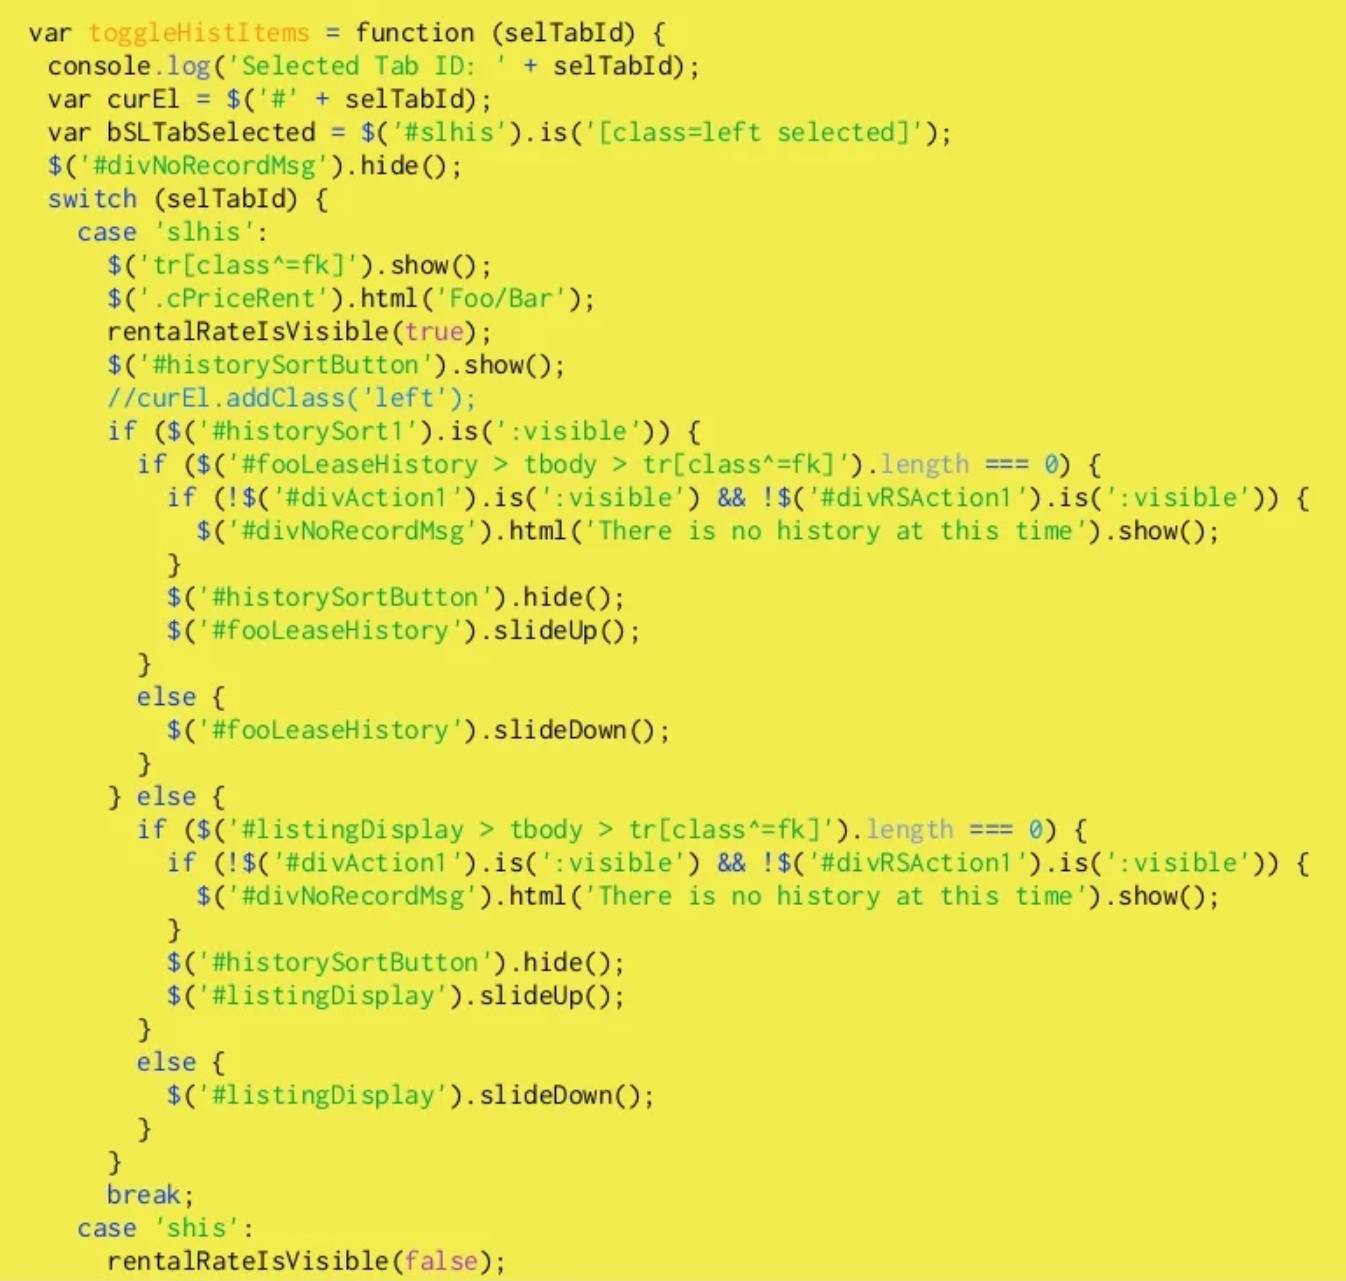 var toggleHistItems = function (selTabId) {
 console.log('Selected Tab ID: ' + selTabId);
 var curEl = $('#' + selTabId);
 var bSLTabSelected = $('#slhis').is('[class=left selected]');
 $('#divNoRecordMsg').hide();
 switch (selTabId) {
   case 'slhis':
     $('tr[class^=fk]').show();
     $('.cPriceRent').html('Foo/Bar');
     rentalRateIsVisible(true);
     $('#historySortButton').show();
     //curEl.addClass('left');
     if ($('#historySort1').is(':visible')) {
       if ($('#fooLeaseHistory > tbody > tr[class^=fk]').length === 0) {
         if (!$('#divAction1').is(':visible') && !$('#divRSAction1').is(':visible')) {
           $('#divNoRecordMsg').html('There is no history at this time').show();
         }
         $('#historySortButton').hide();
         $('#fooLeaseHistory').slideUp();
       }
       else {
         $('#fooLeaseHistory').slideDown();
       }
     } else {
       if ($('#listingDisplay > tbody > tr[class^=fk]').length === 0) {
         if (!$('#divAction1').is(':visible') && !$('#divRSAction1').is(':visible')) {
           $('#divNoRecordMsg').html('There is no history at this time').show();
         }
         $('#historySortButton').hide();
         $('#listingDisplay').slideUp();
       }
       else {
         $('#listingDisplay').slideDown();
       }
     }
     break;
   case 'shis':
     rentalRateIsVisible(false);